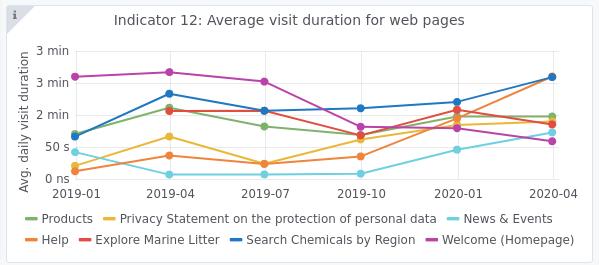 i
Indicator 12: Average visit duration for web pages
Avg. daily visit duration
3 min
3 min
2 min
50 s
0 ns
2019-01 2019-04 2019-07 2019-10 2020-01 2020-04
Products Privacy Statement on the protection of personal data News & Events
Help Explore Marine Litter Search Chemicals by Region Welcome (Homepage)